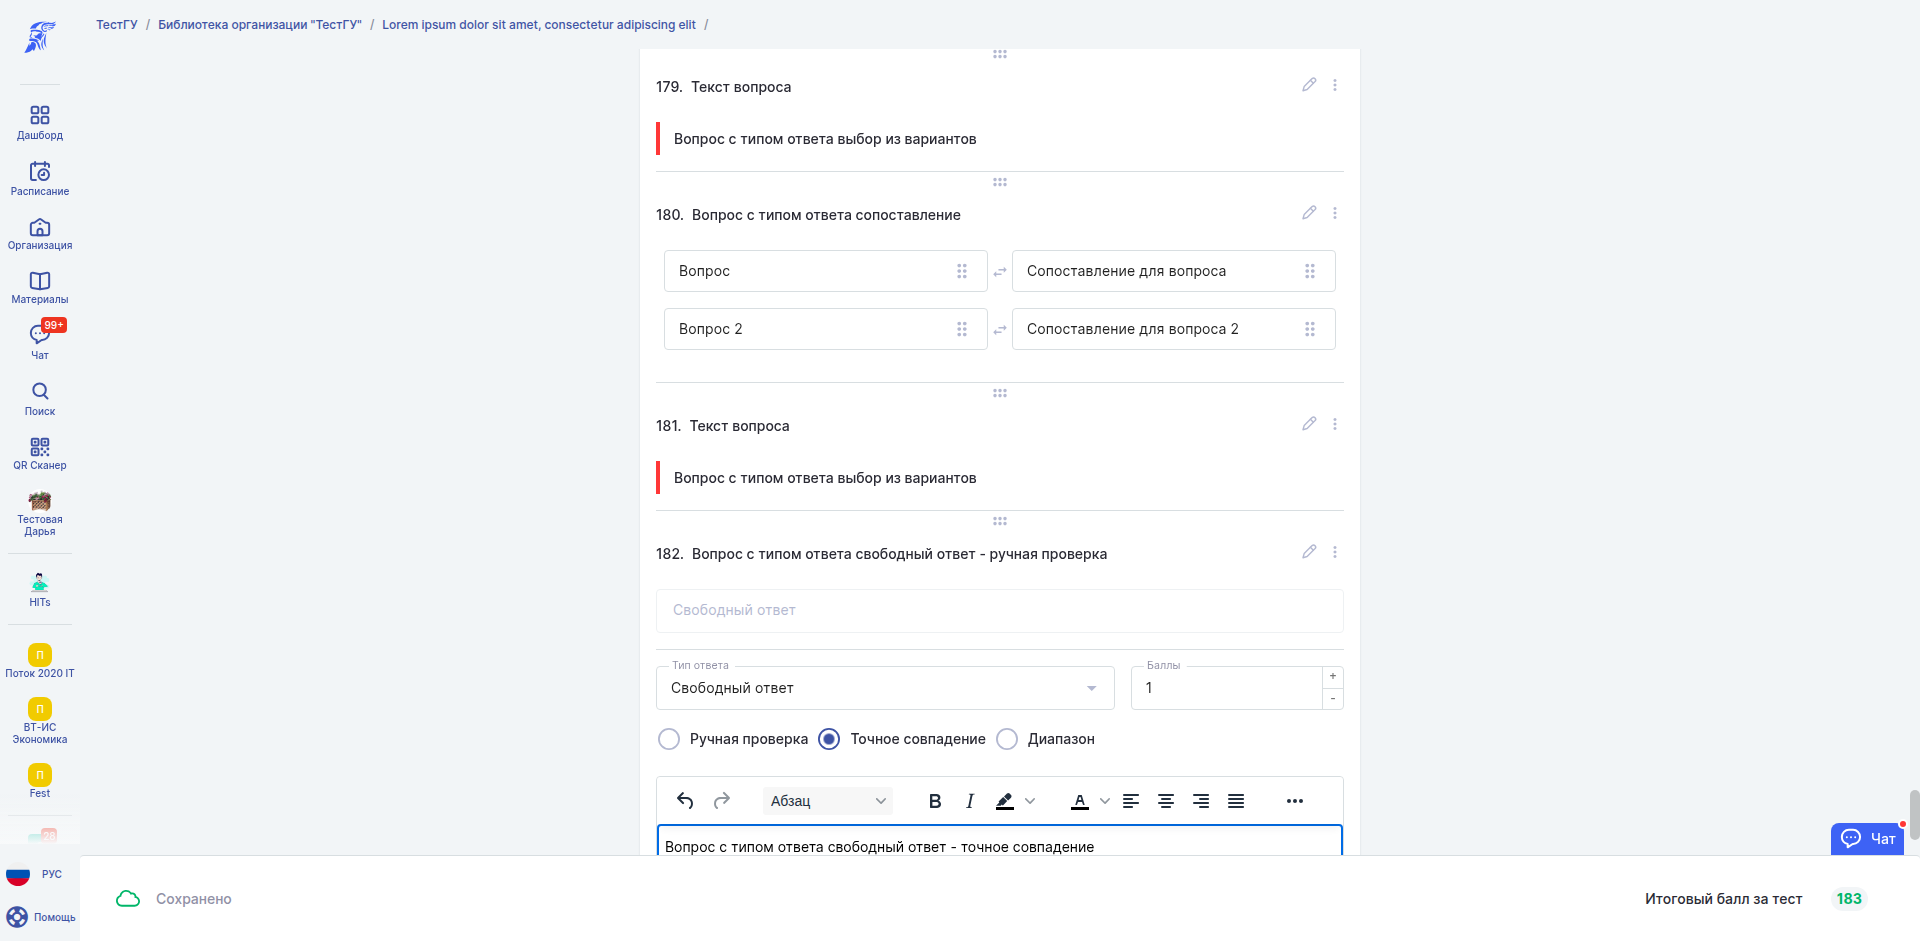 ТестГУ / Библиотека организации "ТестГУ" / Lorem ipsum dolor sit amet, consectetur adipiscing elit /
Дашборд
Расписание
Организация
Материалы
99+
Чат
Поиск
QR Сканер
Тестовая
Дарья
HITs
П
Поток 2020 IT
П
ВТ-ИС
Экономика
П
Fest
28
РУС
Помощь
179. Текст вопроса
Вопрос с типом ответа выбор из вариантов
180. Вопрос с типом ответа сопоставление
Вопрос
Сопоставление для вопроса
Вопрос 2
Сопоставление для вопроса 2
181. Текст вопроса
Вопрос с типом ответа выбор из вариантов
182. Вопрос с типом ответа свободный ответ - ручная проверка
Свободный ответ
Тип ответа
Свободный ответ
Баллы
1
+
-
Ручная проверка
Точное совпадение
Диапазон
Абзац
B I A
Вопрос с типом ответа свободный ответ - точное совпадение
Чат
Сохранено
Итоговый балл за тест 183